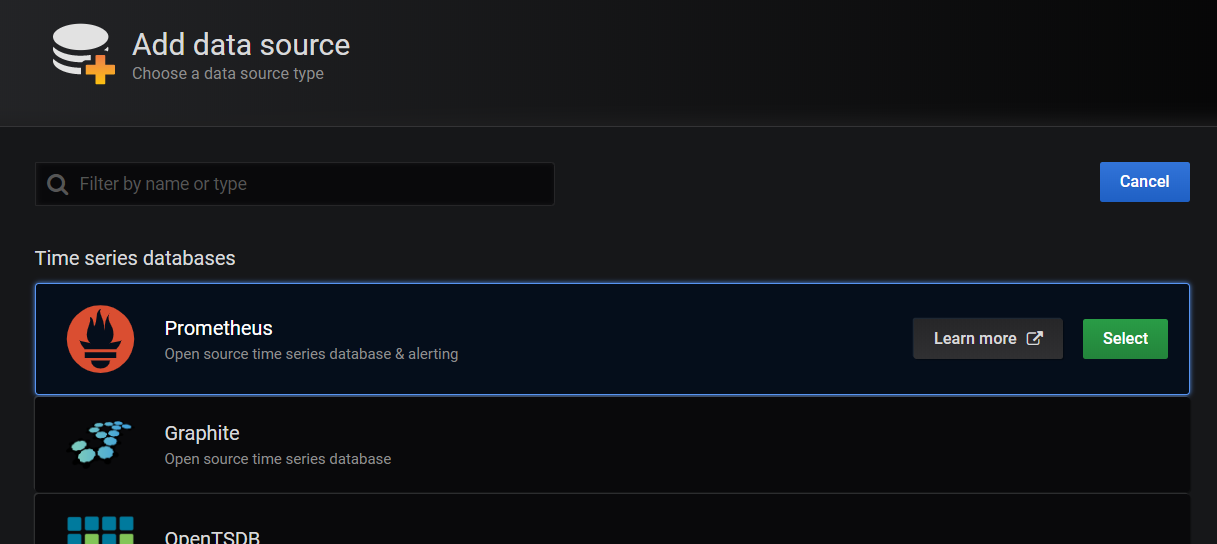 Add data source
Choose a data source type
Filter by name or type
Cancel
Time series databases
Prometheus
Open source time series database & alerting
Learn more
Select
Graphite
Open source time series database
OpenTSDB